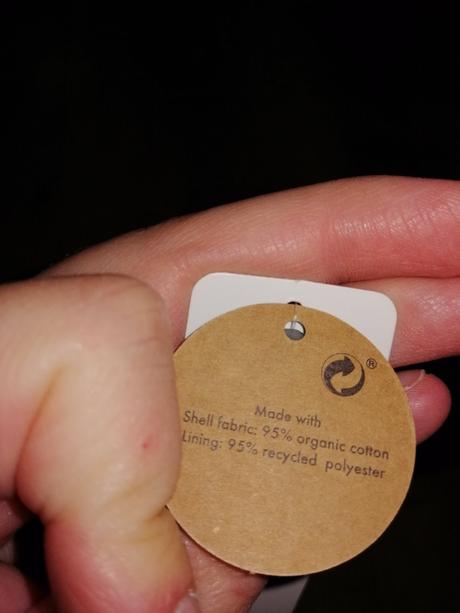 ®
Made with
Shell fabric: 95% organic cotton
Lining: 95% recycled polyester